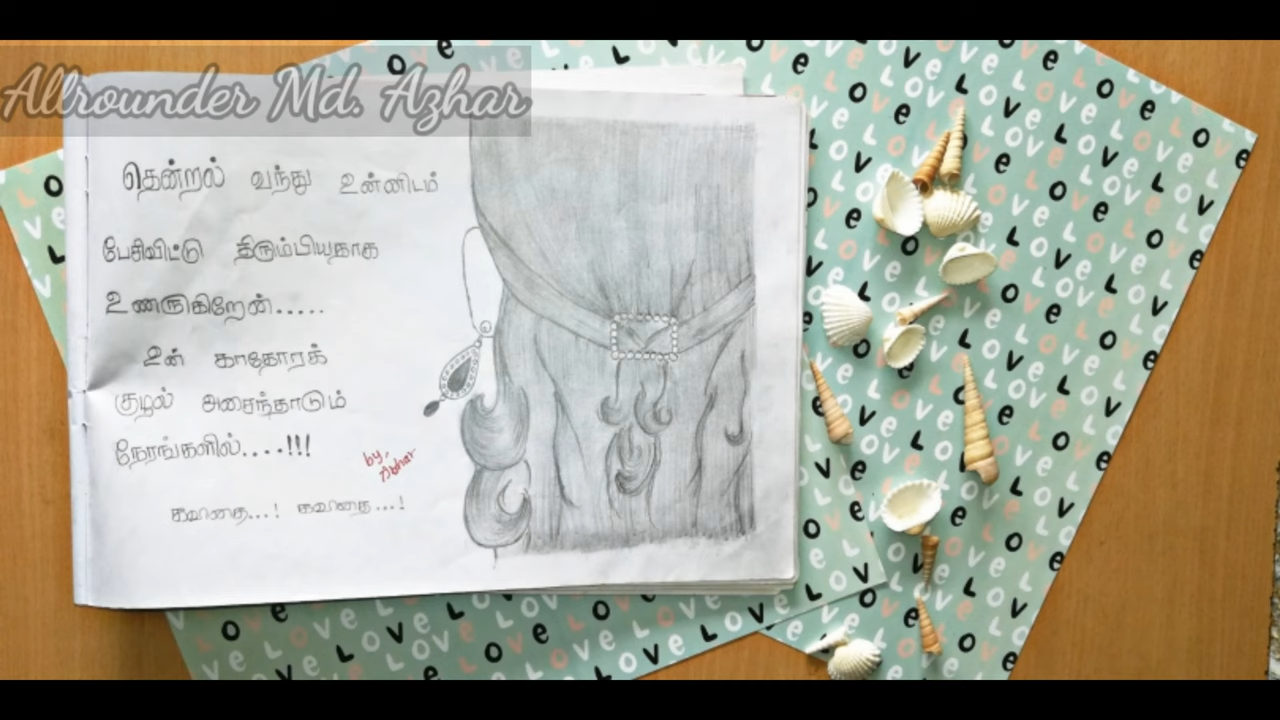 Allrounder Md. Azhar
தென்றல் வந்து உன்னிடம்
பேசிவிட்டு திரும்பியதாக
உணருகிறேன்.....
உன் காதோரக்
குழல் அசைந்தாடும்
நேரங்களில்....!!!
by,
Azhar
கவிதை...! கவிதை...!